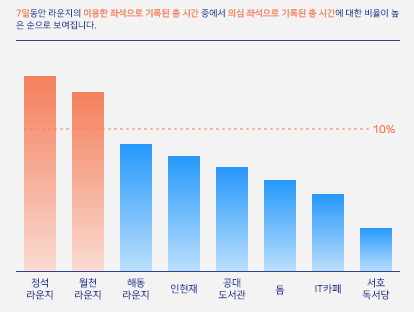 7일동안 라운지의 이용한 좌석으로 기록된 총 시간 중에서 의심 좌석으로 기록된 총 시간에 대한 비율이 높
은 순으로 보여집니다.
10%
정석
라운지
월천
라운지
해동
라운지
인현재
공대
도서관
돔
IT카페
서호
독서당